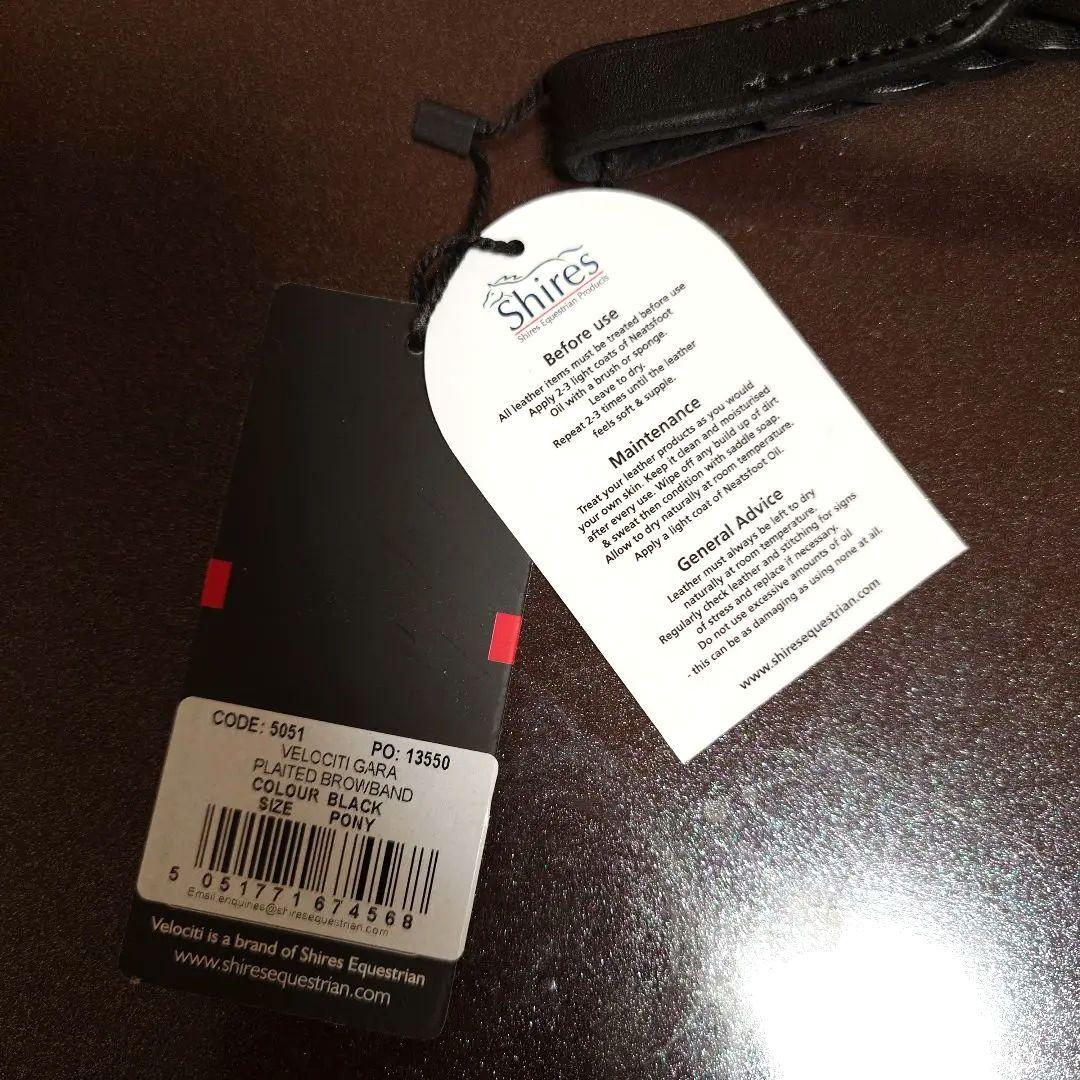 Shires
Shires Equestrian Products
Before use
All leather items must be treated before use
Apply 2-3 light coats of Neatsfoot
Oil with a brush or sponge.
Leave to dry.
Repeat 2-3 times until the leather
feels soft & supple.
Maintenance
Treat your leather products as you would
your own skin. Keep it clean and moisturised
after every use. Wipe off any build up of dirt
& sweat then condition with saddle soap.
Allow to dry naturally at room temperature.
Apply a light coat of Neatsfoot Oil.
General Advice
Leather must always be left to dry
naturally at room temperature.
Regularly check leather and stitching for signs
of stress and replace if necessary.
Do not use excessive amounts of oil
- this can be as damaging as using none at all.
www.shiresequestrian.com
CODE: 5051 PO: 13550
VELOCITI GARA
PLAITED BROWBAND
COLOUR BLACK
SIZE PONY
5 051771 674568
Email enquiries@shiresequestrian.com
Velociti is a brand of Shires Equestrian
www.shiresequestrian.com